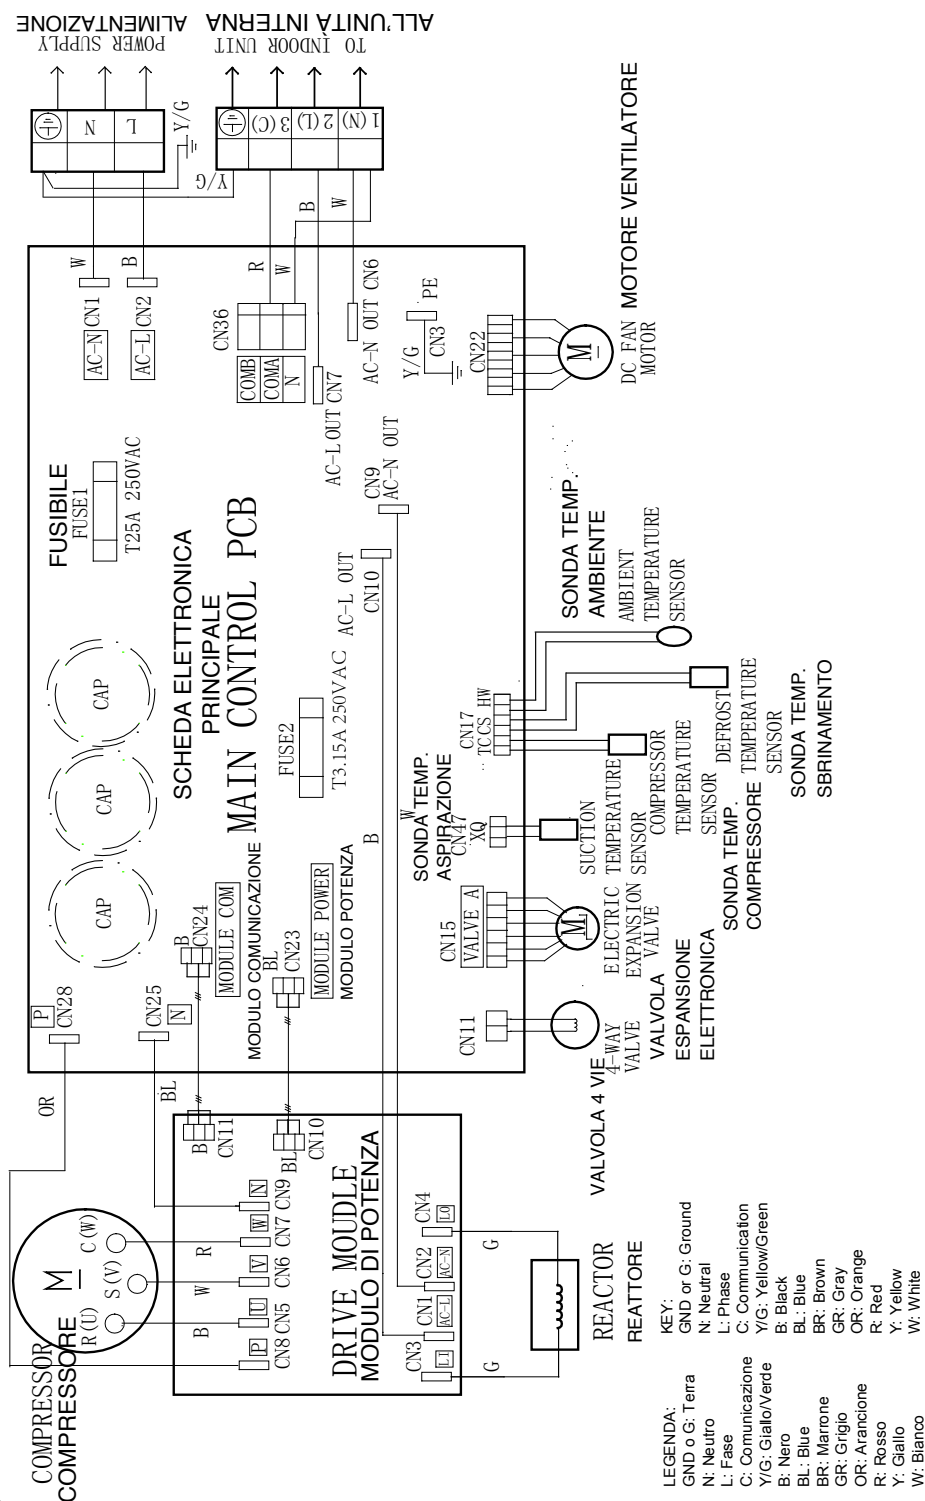 ALIMENTAZIONE
POWER SUPPLY
ALL'UNITÀ INTERNA
TO INDOOR UNIT
N
L
Y/G
3(C)
2(L)
1(N)
Y/G
W
B
R
W
B
W
AC-N
CN1
AC-L
CN2
CN36
COMB
COMA
N
CN7
AC-L OUT
AC-N OUT CN6
Y/G
CN3
PE
CN22
M
DC FAN
MOTOR
MOTORE VENTILATORE
FUSIBILE
FUSE1
T25A 250VAC
CN9
AC-N OUT
AC-L OUT
CN10
SCHEDA ELETTRONICA
PRINCIPALE
MAIN CONTROL PCB
CAP
CAP
CAP
FUSE2
T3.15A 250VAC
B
W
SONDA TEMP.
AMBIENTE
AMBIENT
TEMPERATURE
SENSOR
CN17
TCCS HW
DEFROST
TEMPERATURE
SENSOR
SONDA TEMP.
SBRINAMENTO
COMPRESSOR
TEMPERATURE
SENSOR
SONDA TEMP.
COMPRESSORE
SONDA TEMP.
ASPIRAZIONE
CN47
XQ
SUCTION
TEMPERATURE
SENSOR
CN15
VALVE A
M
ELECTRIC
EXPANSION
VALVE
VALVOLA
ESPANSIONE
ELETTRONICA
CN11
VALVOLA 4 VIE
4-WAY
VALVE
P
CN28
CN25
N
B
CN24
MODULE COM
MODULO COMUNICAZIONE
BL
CN23
MODULE POWER
MODULO POTENZA
OR
BL
B
CN11
BL
CN10
COMPRESSOR
COMPRESSORE
M
R(U)
S(V)
C(W)
B
W
R
P
U
V
W
N
CN8
CN5
CN6
CN7
CN9
DRIVE MOUDLE
MODULO DI POTENZA
CN3
CN1
CN2
CN4
LI
AC-L
AC-N
LO
G
G
REACTOR
REATTORE
LEGENDA:
GND o G: Terra
N: Neutro
L: Fase
C: Comunicazione
Y/G: Giallo/Verde
B: Nero
BL: Blue
BR: Marrone
GR: Grigio
OR: Arancione
R: Rosso
Y: Giallo
W: Bianco
KEY:
GND or G: Ground
N: Neutral
L: Phase
C: Communication
Y/G: Yellow/Green
B: Black
BL: Blue
BR: Brown
GR: Gray
OR: Orange
R: Red
Y: Yellow
W: White